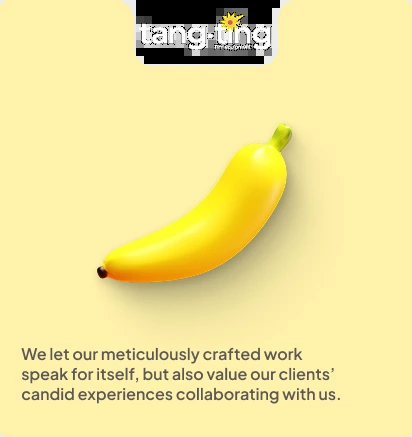 tang·ting
We let our meticulously crafted work
speak for itself, but also value our clients’
candid experiences collaborating with us.